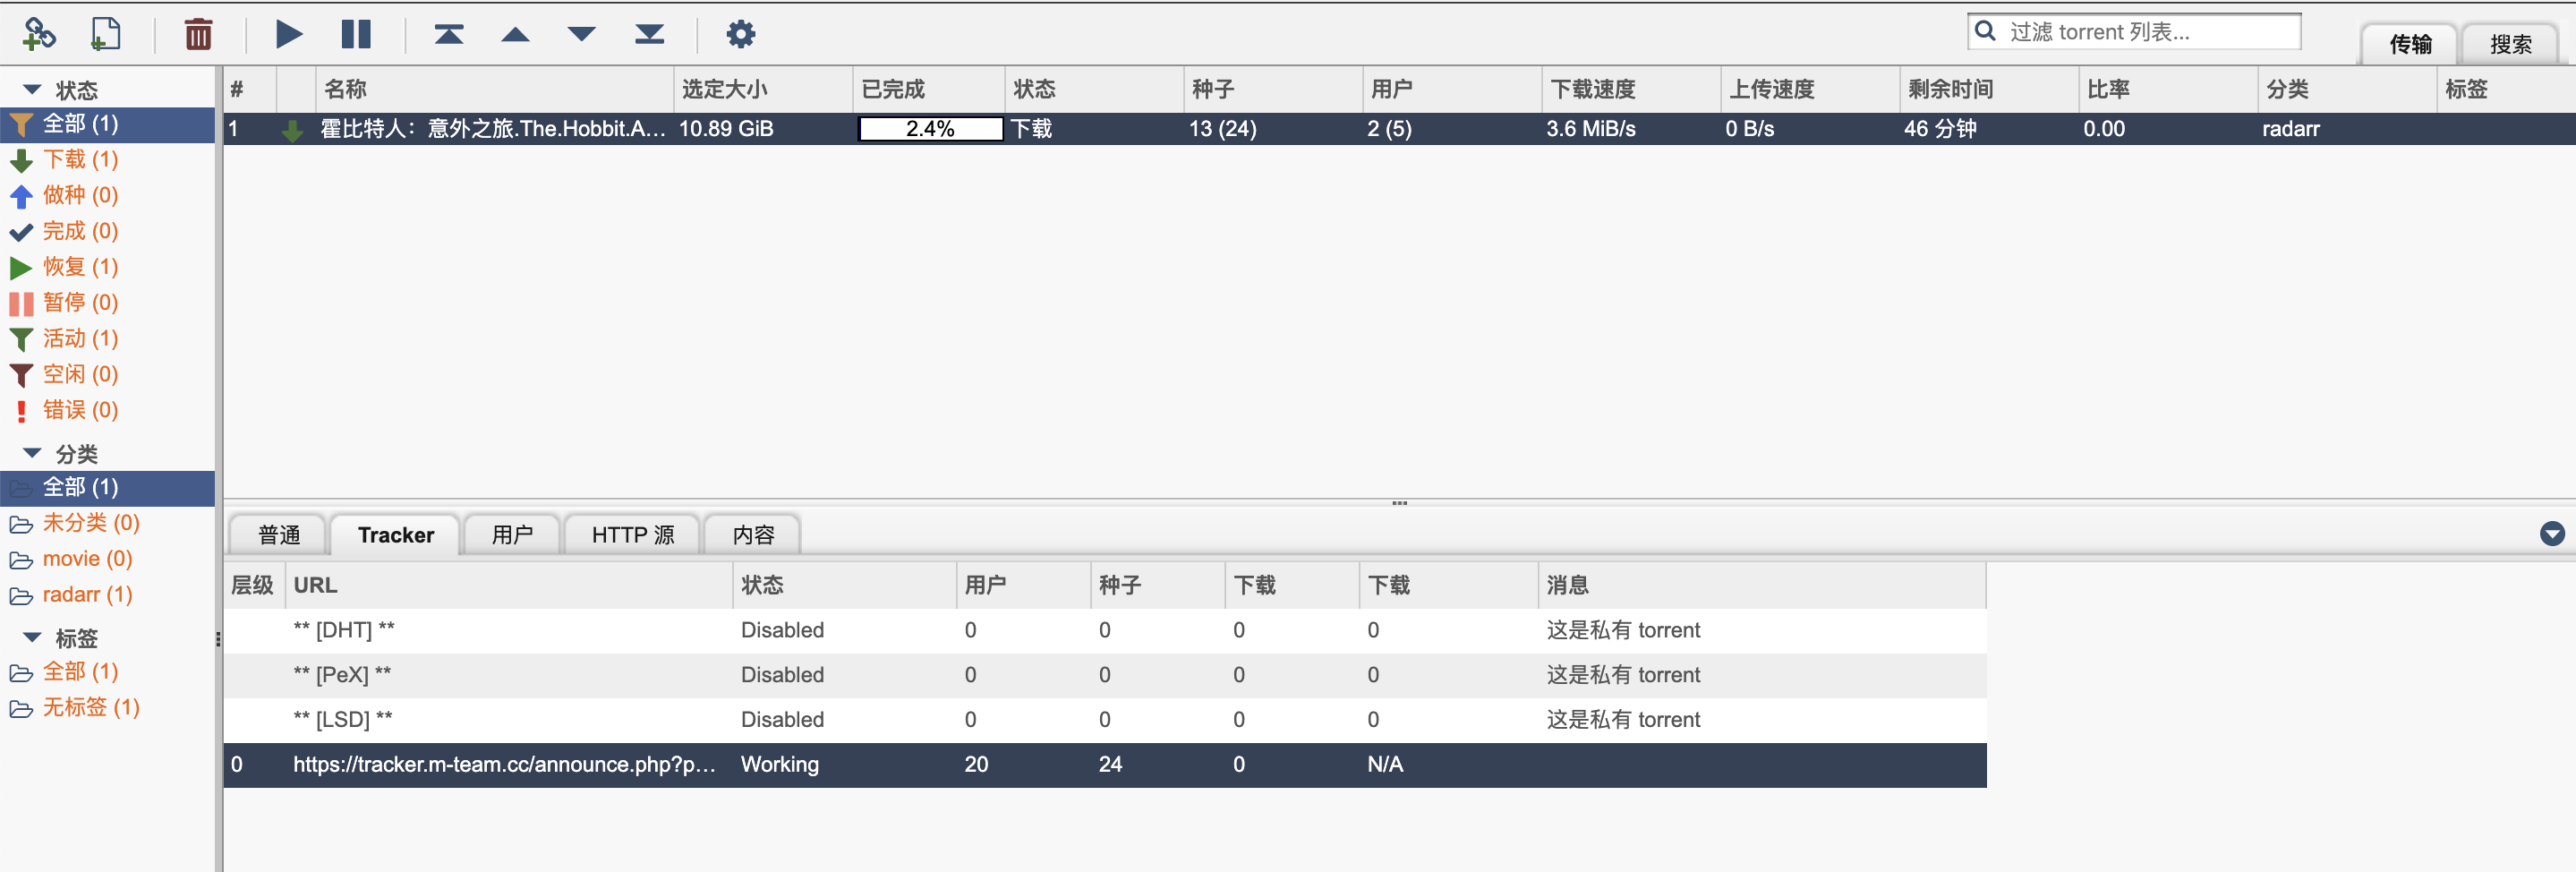 过滤 torrent 列表...
传输
搜索
状态
全部 (1)
下载 (1)
做种 (0)
完成 (0)
恢复 (1)
暂停 (0)
活动 (1)
空闲 (0)
错误 (0)
分类
全部 (1)
未分类 (0)
movie (0)
radarr (1)
标签
全部 (1)
无标签 (1)
# 名称 选定大小 已完成 状态 种子 用户 下载速度 上传速度 剩余时间 比率 分类 标签
1 霍比特人：意外之旅.The.Hobbit.A... 10.89 GiB 2.4% 下载 13 (24) 2 (5) 3.6 MiB/s 0 B/s 46 分钟 0.00 radarr
普通 Tracker 用户 HTTP 源 内容
层级 URL 状态 用户 种子 下载 下载 消息
** [DHT] ** Disabled 0 0 0 0 这是私有 torrent
** [PeX] ** Disabled 0 0 0 0 这是私有 torrent
** [LSD] ** Disabled 0 0 0 0 这是私有 torrent
0 https://tracker.m-team.cc/announce.php?p... Working 20 24 0 N/A